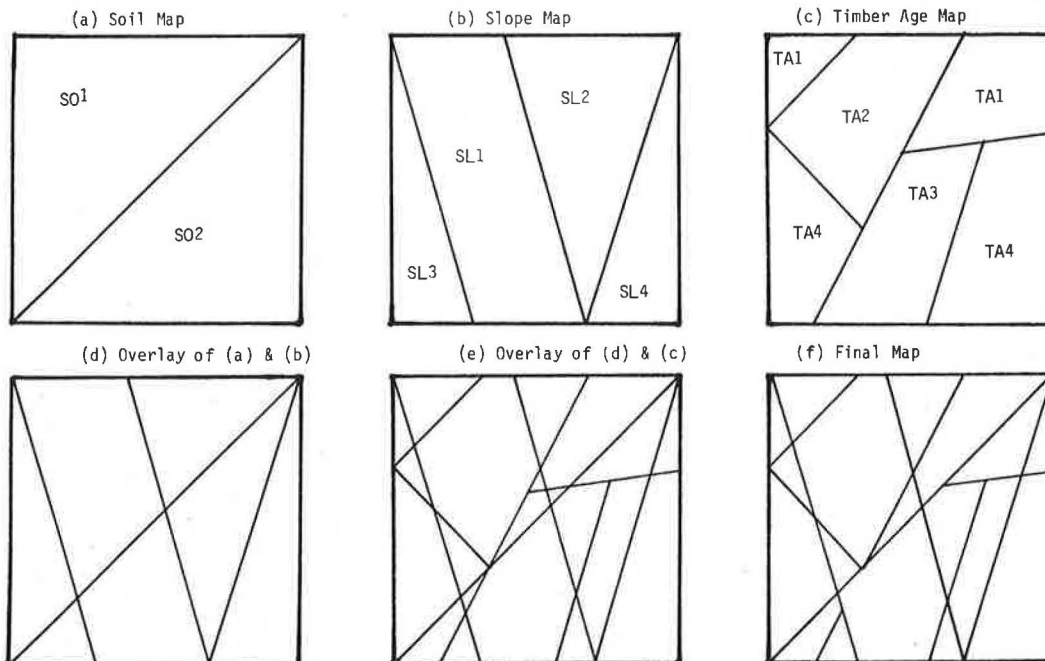 (a) Soil Map
(b) Slope Map
(c) Timber Age Map
SO1
SO2
SL1
SL2
SL3
SL4
TA1
TA2
TA1
TA3
TA4
TA4
(d) Overlay of (a) & (b)
(e) Overlay of (d) & (c)
(f) Final Map